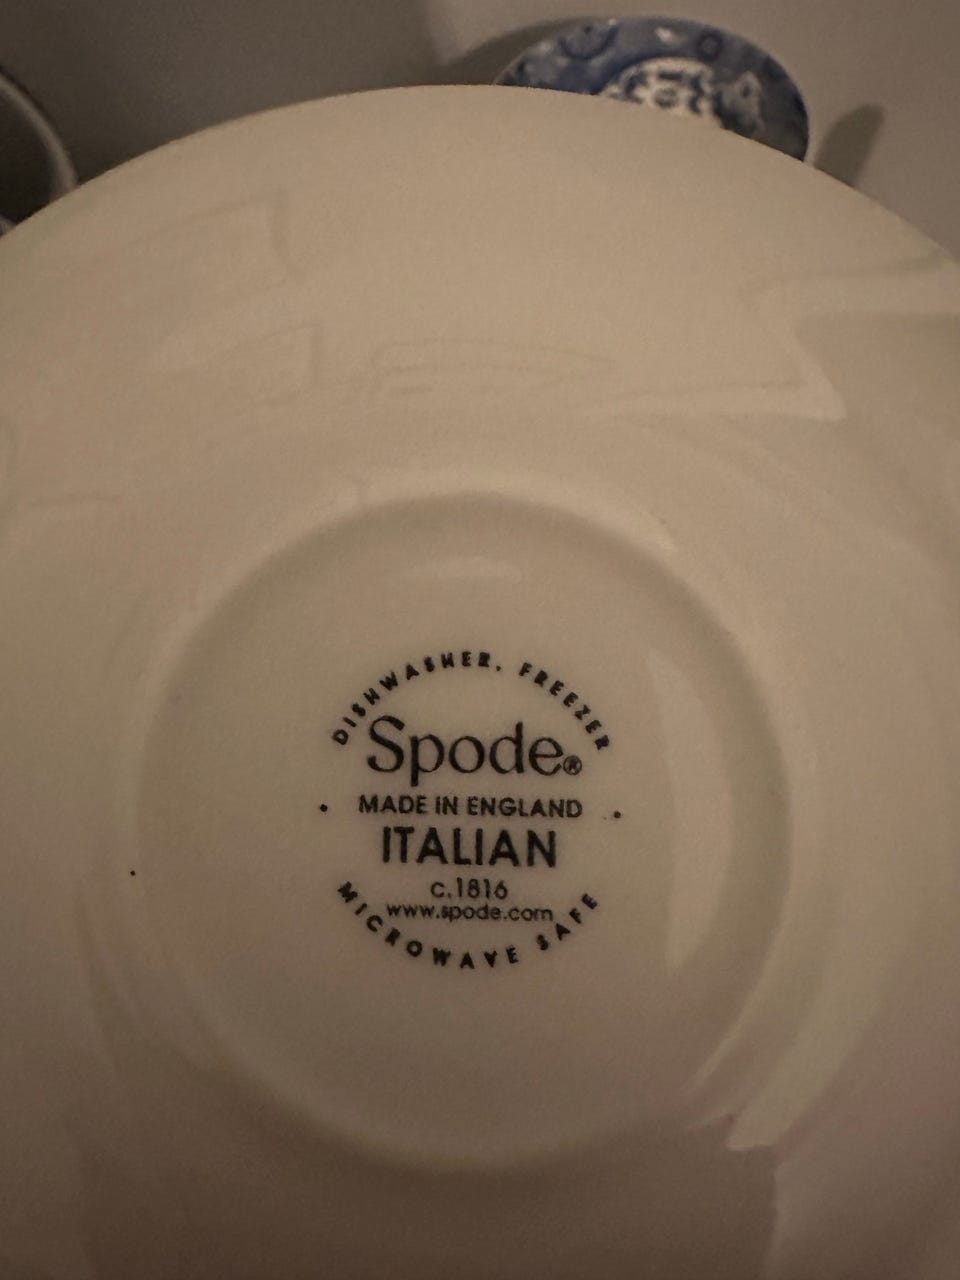 DISHWASHER, FREEZER
Spode®
MADE IN ENGLAND
ITALIAN
c.1816
www.spode.com
MICROWAVE SAFE